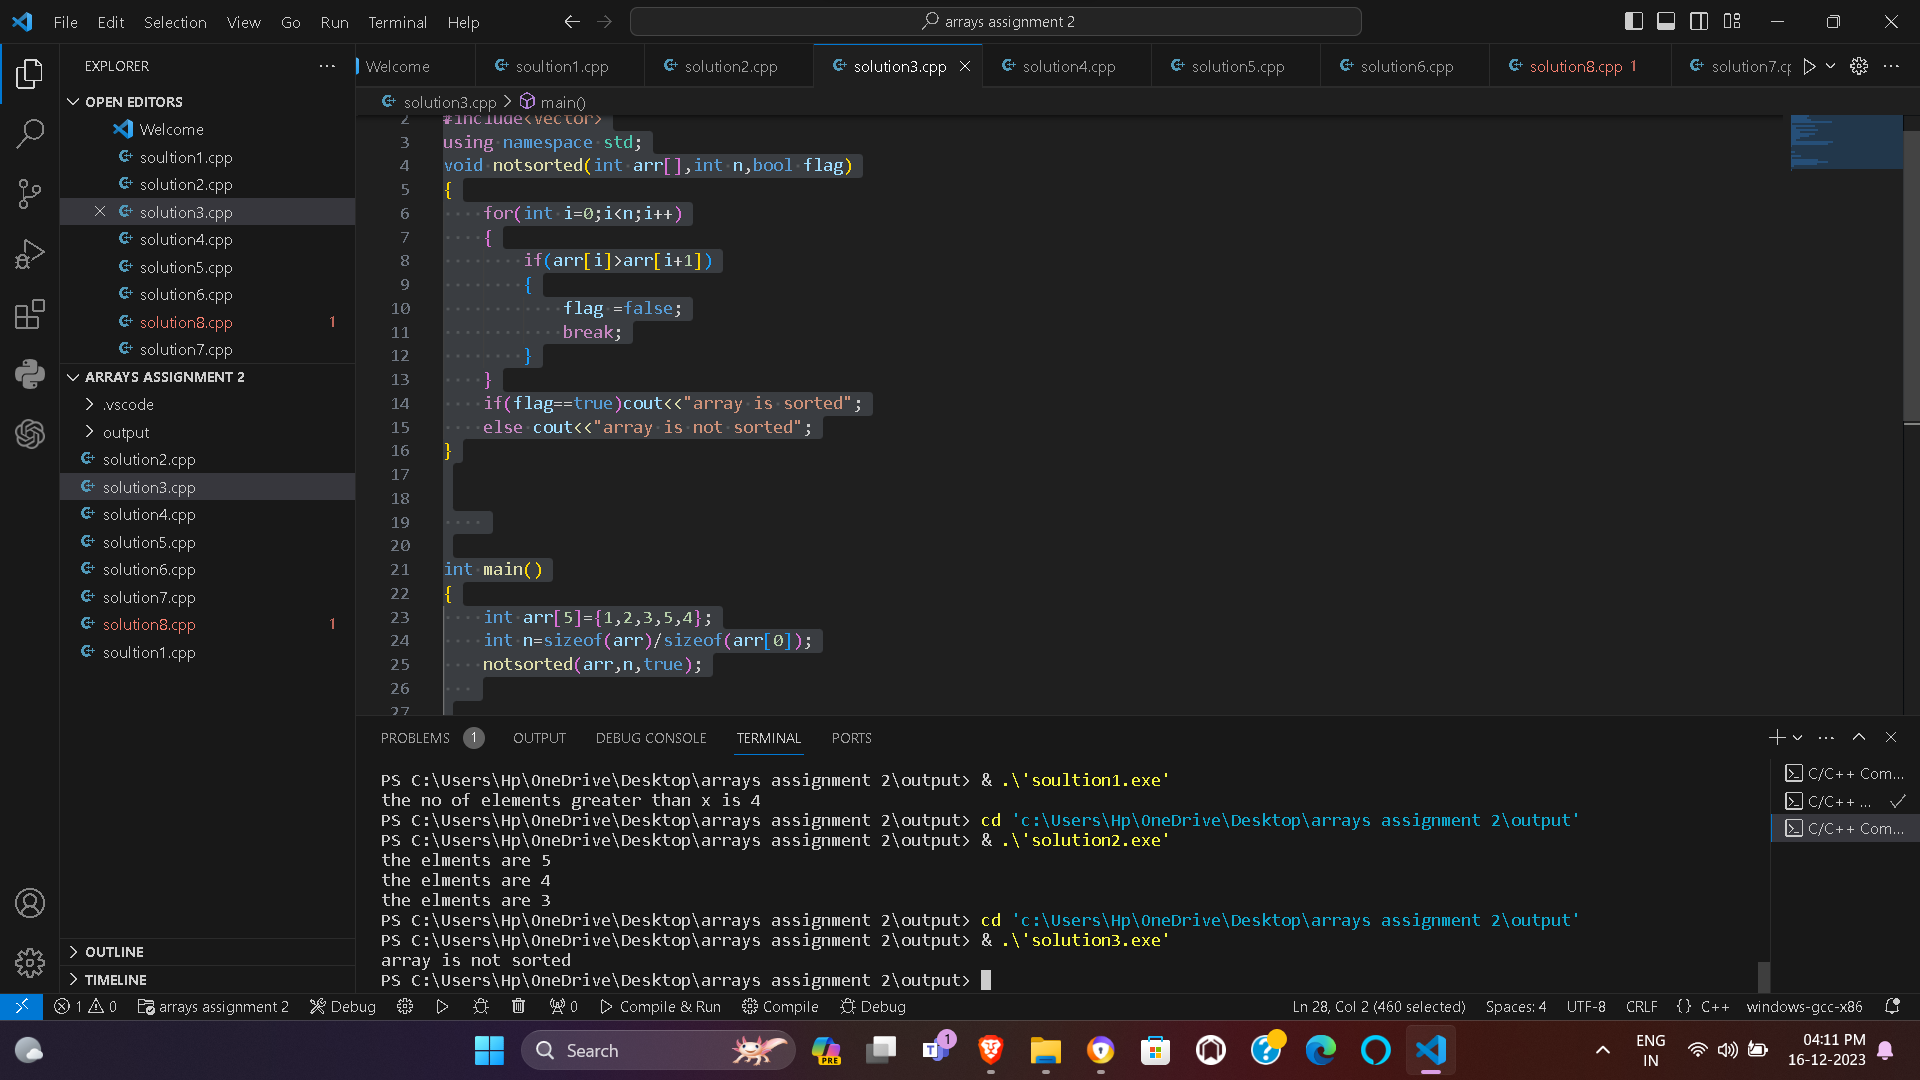 File Edit Selection View Go Run Terminal Help
arrays assignment 2
EXPLORER
Welcome
soultion1.cpp
solution2.cpp
solution3.cpp
solution4.cpp
solution5.cpp
solution6.cpp
solution8.cpp 1
solution7.cp
OPEN EDITORS
Welcome
soultion1.cpp
solution2.cpp
solution3.cpp
solution4.cpp
solution5.cpp
solution6.cpp
solution8.cpp 1
solution7.cpp
ARRAYS ASSIGNMENT 2
.vscode
output
solution2.cpp
solution3.cpp
solution4.cpp
solution5.cpp
solution6.cpp
solution7.cpp
solution8.cpp 1
soultion1.cpp
OUTLINE
TIMELINE
solution3.cpp > main()
2 #include<vector>
3 using namespace std;
4 void notsorted(int arr[],int n,bool flag)
5 {
6 for(int i=0;i<n;i++)
7 {
8 if(arr[i]>arr[i+1])
9 {
10 flag =false;
11 break;
12 }
13 }
14 if(flag==true)cout<<"array is sorted";
15 else cout<<"array is not sorted";
16 }
17
18
19
20
21 int main()
22 {
23 int arr[5]={1,2,3,5,4};
24 int n=sizeof(arr)/sizeof(arr[0]);
25 notsorted(arr,n,true);
26
27
PROBLEMS 1 OUTPUT DEBUG CONSOLE TERMINAL PORTS
PS C:\Users\Hp\OneDrive\Desktop\arrays assignment 2\output> & .\'soultion1.exe'
the no of elements greater than x is 4
PS C:\Users\Hp\OneDrive\Desktop\arrays assignment 2\output> cd 'c:\Users\Hp\OneDrive\Desktop\arrays assignment 2\output'
PS C:\Users\Hp\OneDrive\Desktop\arrays assignment 2\output> & .\'solution2.exe'
the elments are 5
the elments are 4
the elments are 3
PS C:\Users\Hp\OneDrive\Desktop\arrays assignment 2\output> cd 'c:\Users\Hp\OneDrive\Desktop\arrays assignment 2\output'
PS C:\Users\Hp\OneDrive\Desktop\arrays assignment 2\output> & .\'solution3.exe'
array is not sorted
PS C:\Users\Hp\OneDrive\Desktop\arrays assignment 2\output>
C/C++ Com...
C/C++ ...
C/C++ Com...
1 0 arrays assignment 2 Debug 0 Compile & Run Compile Debug
Ln 28, Col 2 (460 selected) Spaces: 4 UTF-8 CRLF {} C++ windows-gcc-x86
Search
PRE
1
ENG
IN
04:11 PM
16-12-2023